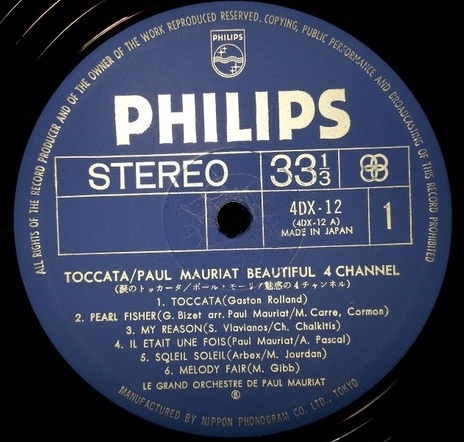 ALL RIGHTS OF THE RECORD PRODUCER AND OF THE OWNER OF THE WORK REPRODUCED RESERVED. COPYING, PUBLIC PERFORMANCE AND BROADCASTING OF THIS RECORD PROHIBITED
PHILIPS
PHILIPS
STEREO
33 1/3
4DX-12
(4DX-12 A)
MADE IN JAPAN
1
TOCCATA/PAUL MAURIAT BEAUTIFUL 4 CHANNEL
(涙のトッカータ/ポール・モーリア魅惑の4チャンネル)
1. TOCCATA(Gaston Rolland)
2. PEARL FISHER(G. Bizet arr. Paul Mauriat/M. Carre, Cormon)
3. MY REASON(S. Vlavianos/Ch. Chalkitis)
4. IL ETAIT UNE FOIS(Paul Mauriat/A. Pascal)
5. SOLEIL SOLEIL(Arbex/M. Jourdan)
6. MELODY FAIR(M. Gibb)
LE GRAND ORCHESTRE DE PAUL MAURIAT
MANUFACTURED BY NIPPON PHONOGRAM CO. LTD., TOKYO